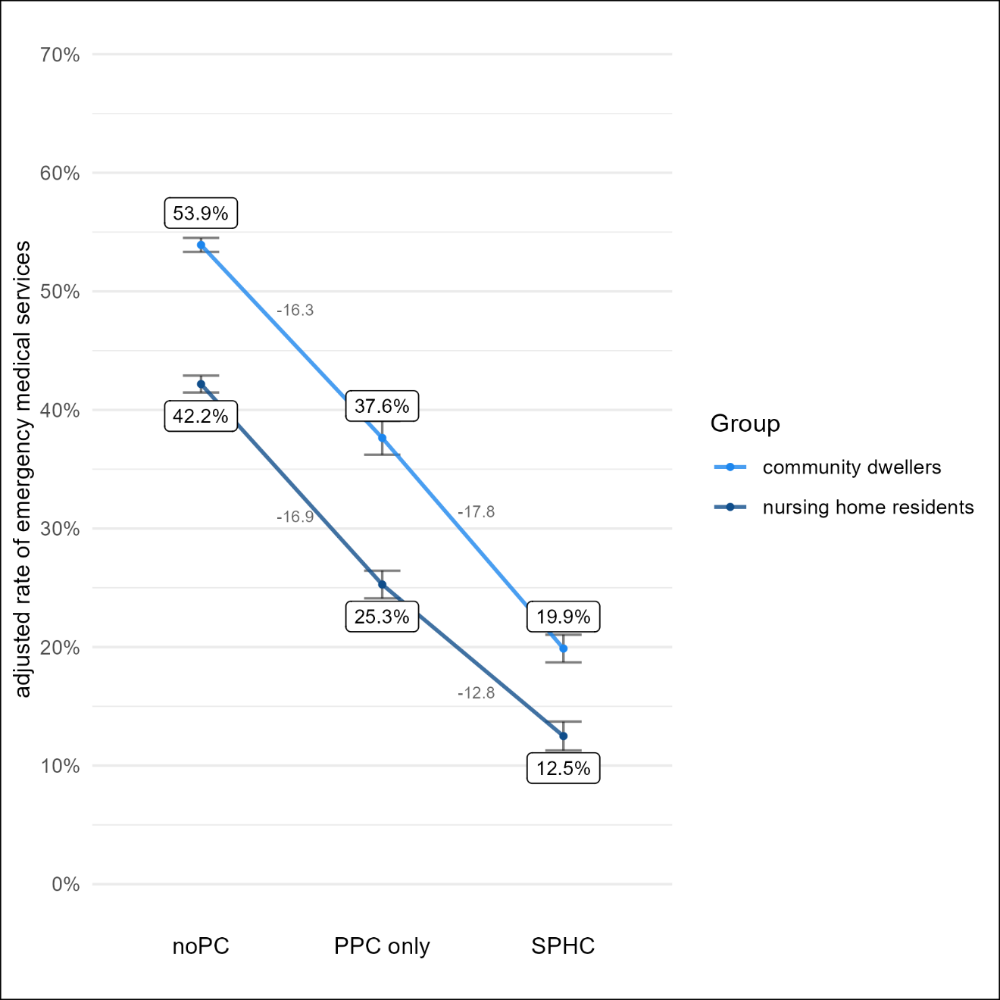 adjusted rate of emergency medical services
70%
60%
50%
40%
30%
20%
10%
0%
53.9%
-16.3
42.2%
37.6%
-16.9
-17.8
25.3%
19.9%
-12.8
12.5%
noPC
PPC only
SPHC
Group
community dwellers
nursing home residents